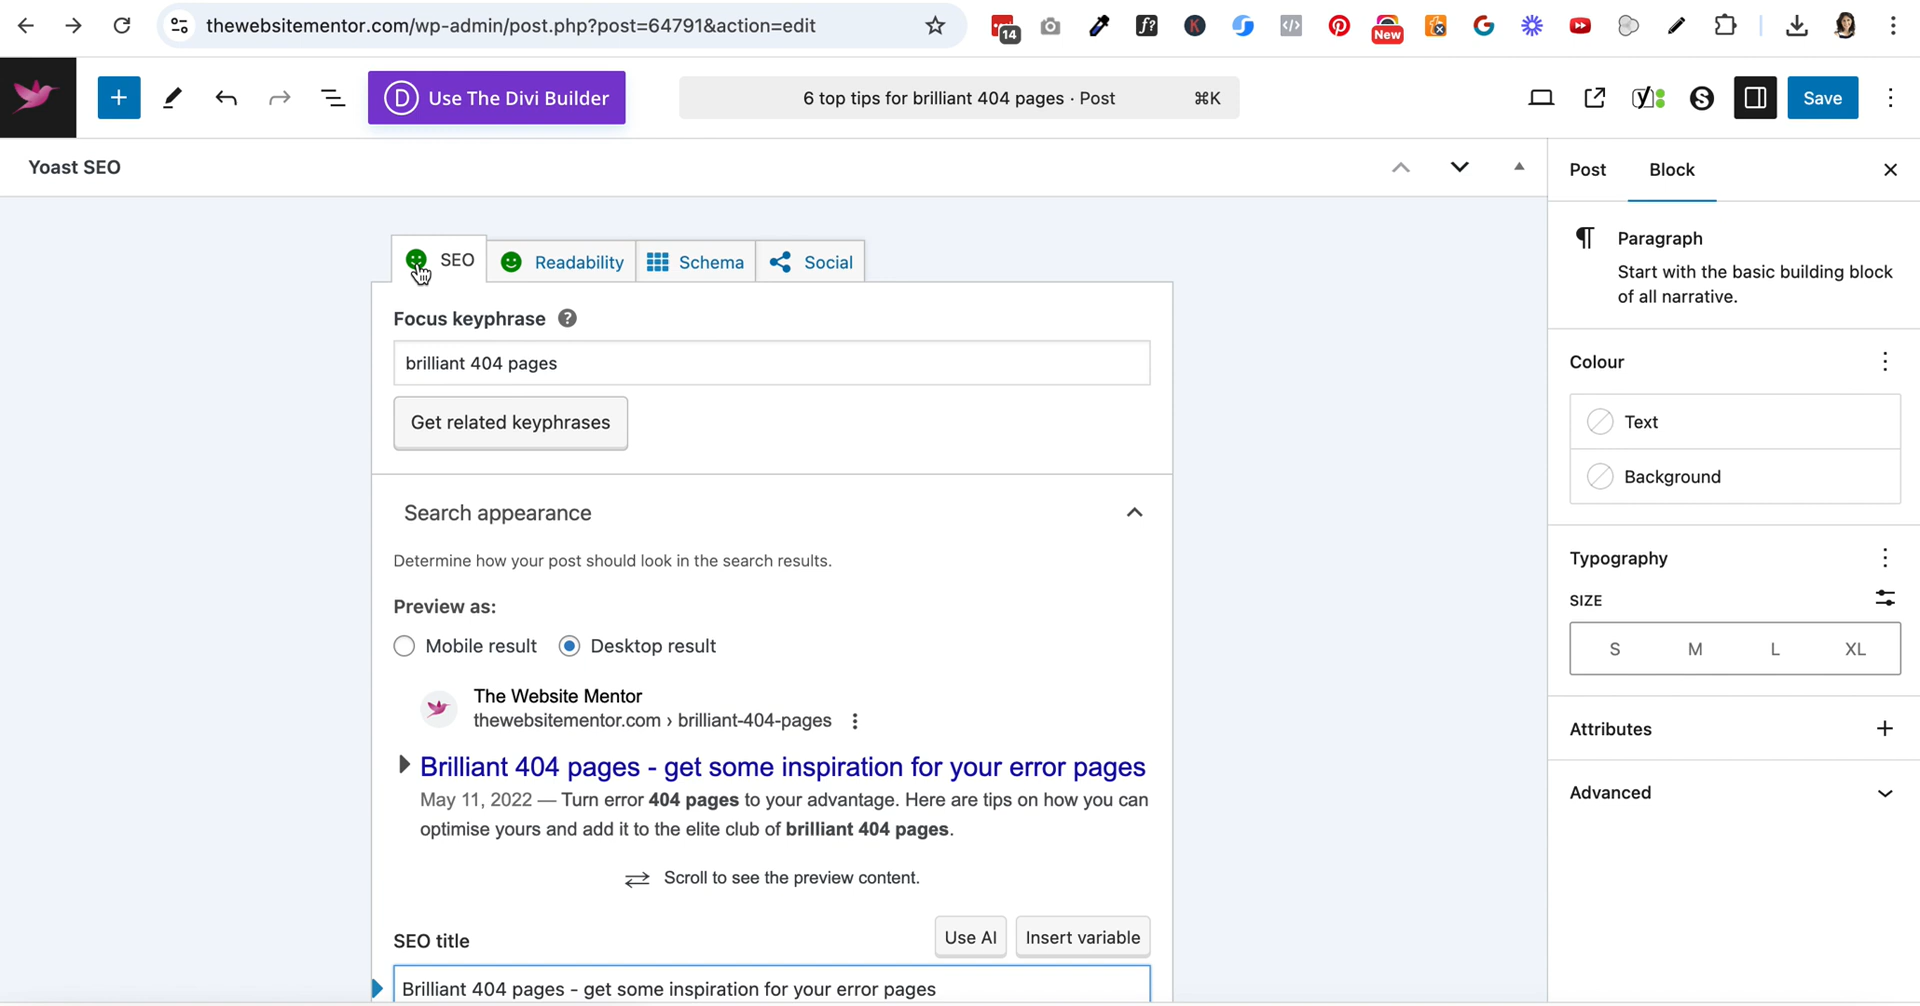 thewebsitementor.com/wp-admin/post.php?post=64791&action=edit
14
f?
K
New
Use The Divi Builder
6 top tips for brilliant 404 pages · Post ⌘K
Save
Yoast SEO
Post
Block
SEO
Readability
Schema
Social
Paragraph
Start with the basic building block
of all narrative.
Focus keyphrase
brilliant 404 pages
Get related keyphrases
Colour
Text
Background
Search appearance
Determine how your post should look in the search results.
Preview as:
Mobile result
Desktop result
Typography
SIZE
S M L XL
The Website Mentor
thewebsitementor.com › brilliant-404-pages
Brilliant 404 pages - get some inspiration for your error pages
May 11, 2022 — Turn error 404 pages to your advantage. Here are tips on how you can
optimise yours and add it to the elite club of brilliant 404 pages.
Scroll to see the preview content.
Attributes
Advanced
SEO title
Use AI
Insert variable
Brilliant 404 pages - get some inspiration for your error pages